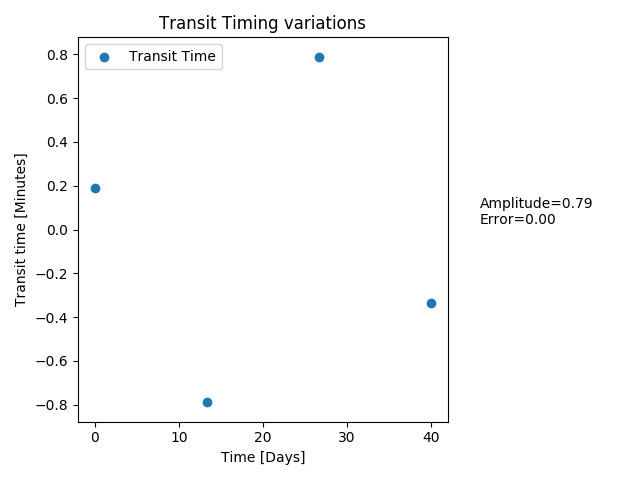 Transit Timing variations
Transit Time
0.8
0.6
0.4
0.2
0.0
−0.2
−0.4
−0.6
−0.8
Transit time [Minutes]
Amplitude=0.79
Error=0.00
0 10 20 30 40
Time [Days]